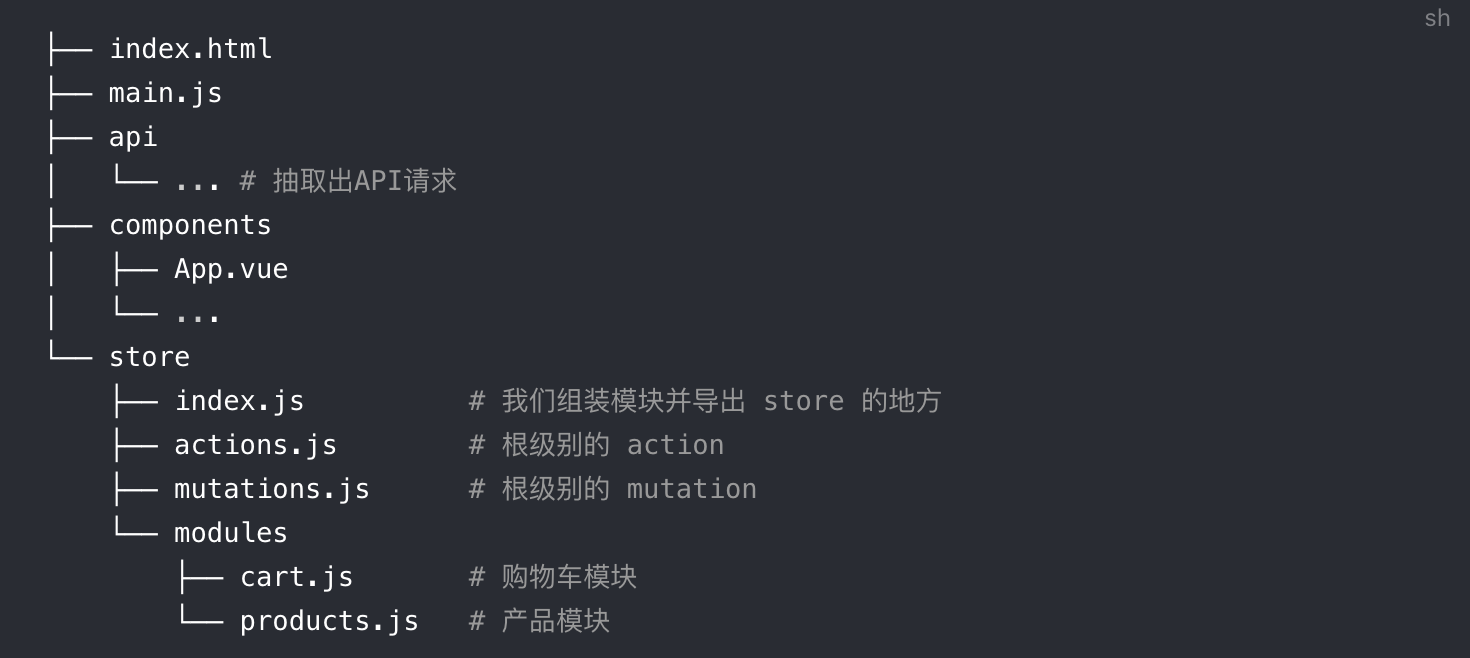 sh
├── index.html
├── main.js
├── api
│   └── ... # 抽取出API请求
├── components
│   ├── App.vue
│   └── ...
└── store
    ├── index.js          # 我们组装模块并导出 store 的地方
    ├── actions.js        # 根级别的 action
    ├── mutations.js      # 根级别的 mutation
    └── modules
        ├── cart.js       # 购物车模块
        └── products.js   # 产品模块